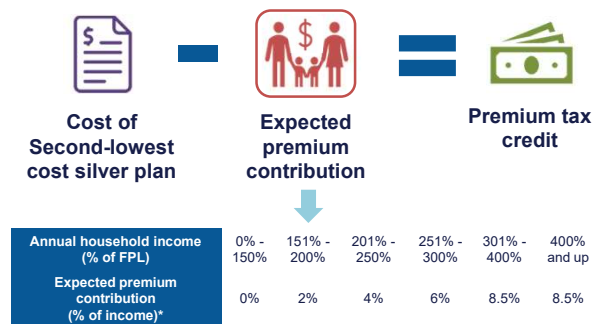 $
$
Cost of
Second-lowest
cost silver plan
Expected
premium
contribution
Premium tax
credit
Annual household income
(% of FPL)
0% -
150%
151% -
200%
201% -
250%
251% -
300%
301% -
400%
400%
and up
Expected premium
contribution
(% of income)*
0%
2%
4%
6%
8.5%
8.5%